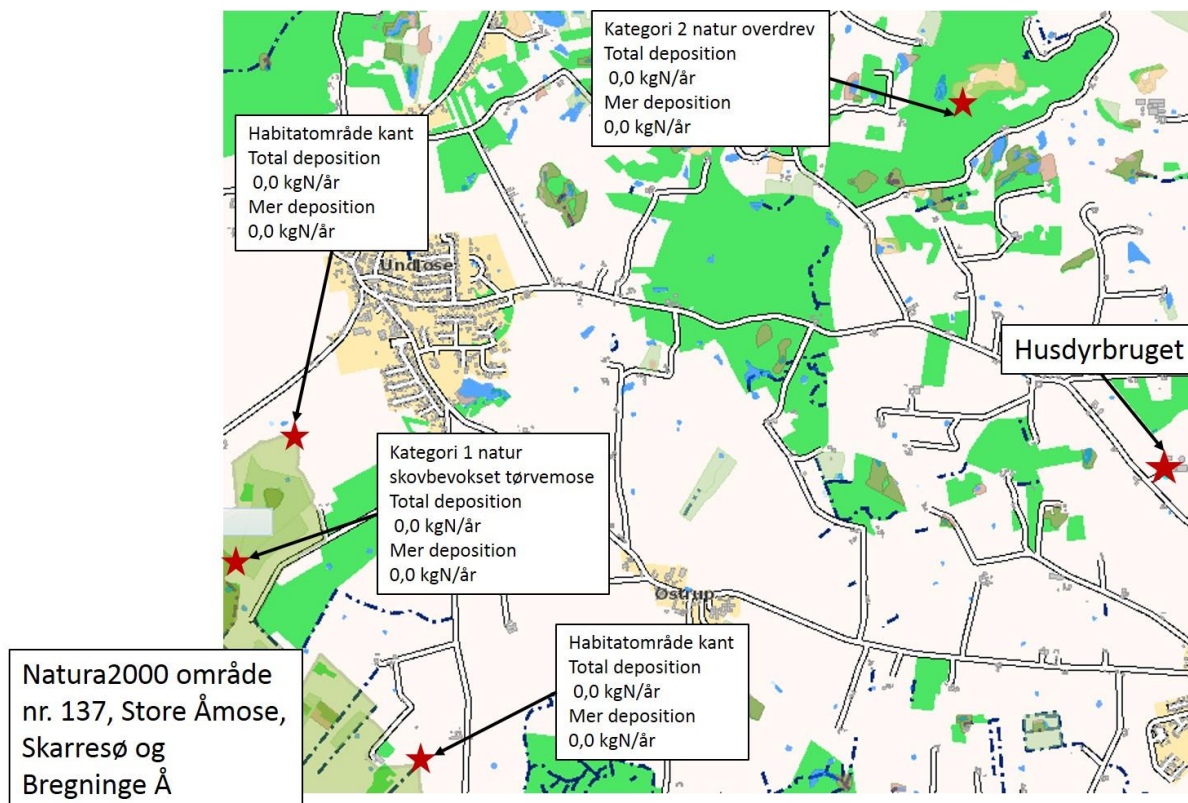 Kategori 2 natur overdrev
Total deposition
0,0 kgN/år
Mer deposition
0,0 kgN/år
Habitatområde kant
Total deposition
0,0 kgN/år
Mer deposition
0,0 kgN/år
Undløse
Husdyrbruget
Kategori 1 natur
skovbevokset tørvemose
Total deposition
0,0 kgN/år
Mer deposition
0,0 kgN/år
Østrup
Habitatområde kant
Total deposition
0,0 kgN/år
Mer deposition
0,0 kgN/år
Natura2000 område
nr. 137, Store Åmose,
Skarresø og
Bregninge Å